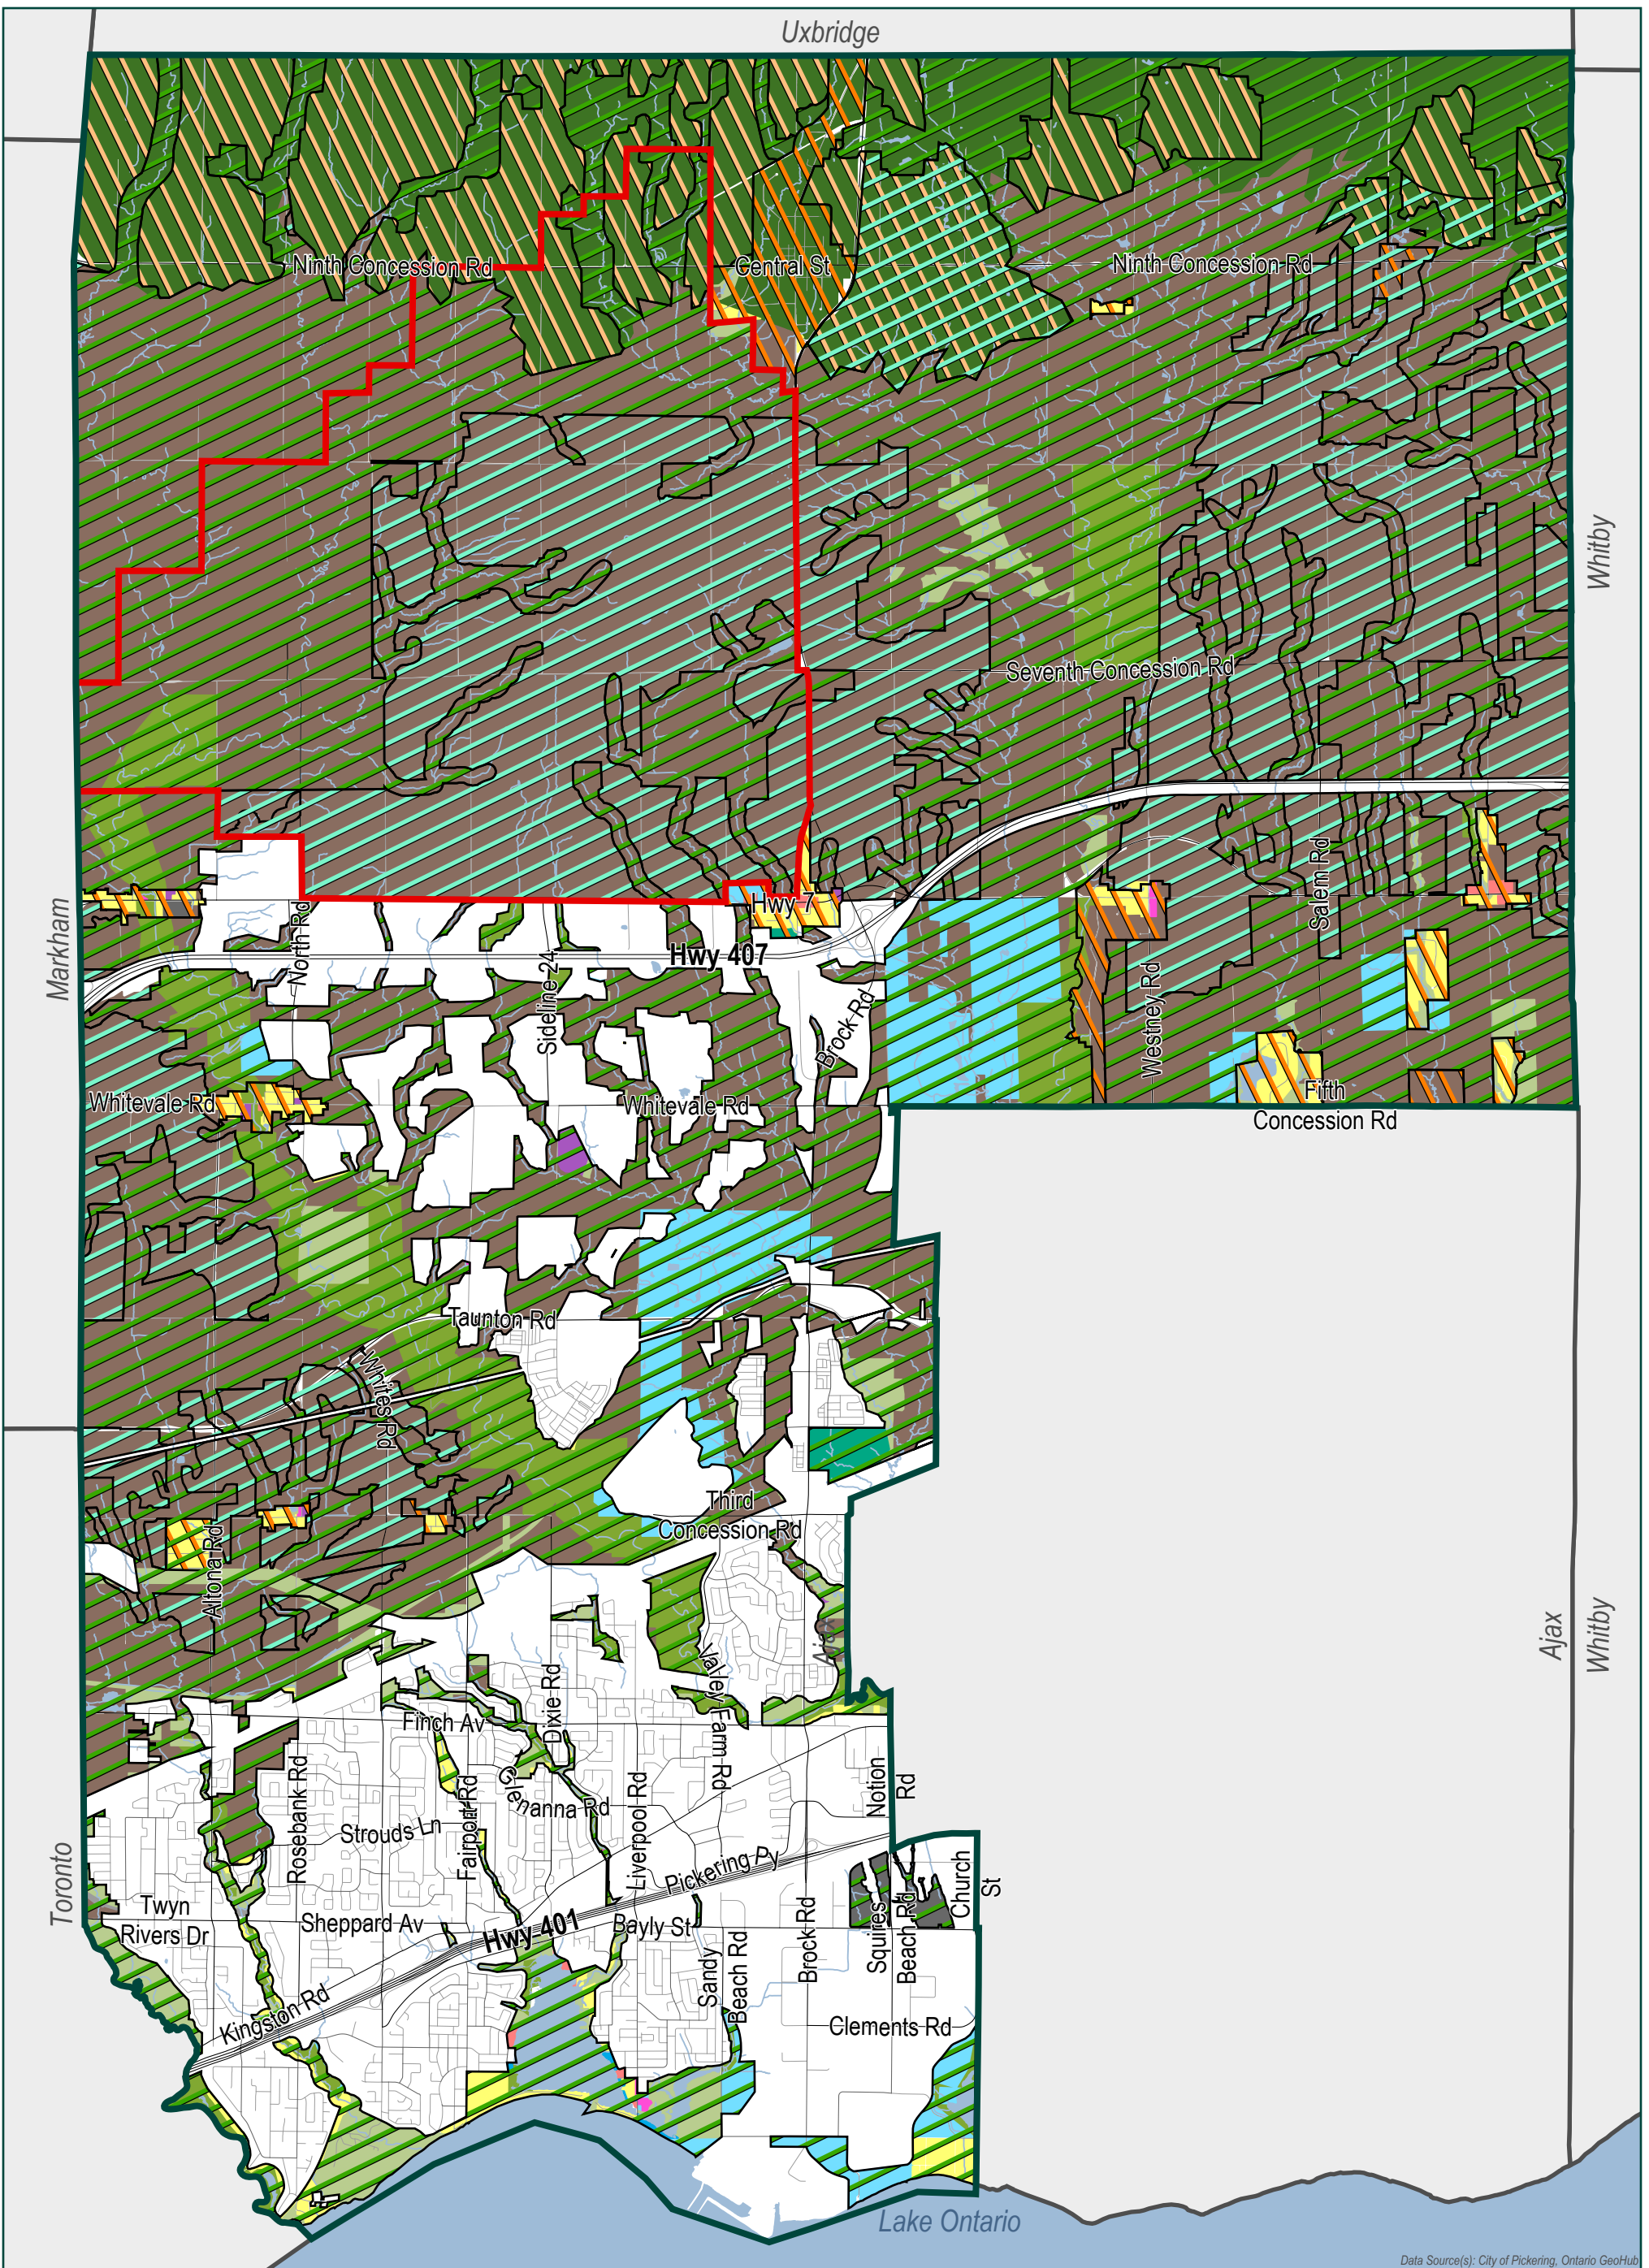 Uxbridge
Ninth Concession Rd
Central St
Ninth Concession Rd
Whitby
Seventh Concession Rd
Markham
North Rd
Sideline 24
Hwy 7
Hwy 407
Brock Rd
Salem Rd
Westney Rd
Whitevale Rd
Whitevale Rd
Fifth
Concession Rd
Taunton Rd
Whites Rd
Third
Concession Rd
Altona Rd
Ajax
Ajax
Whitby
Valley Farm Rd
Dixie Rd
Finch Av
Rosebank Rd
Glenanna Rd
Fairport Rd
Strouds Ln
Liverpool Rd
Notion
Rd
Pickering Py
Toronto
Twyn
Rivers Dr
Sheppard Av
Hwy 401
Bayly St
Sandy
Beach Rd
Brock Rd
Squires
Beach Rd
Church
St
Kingston Rd
Clements Rd
Lake Ontario
Data Source(s): City of Pickering, Ontario GeoHub